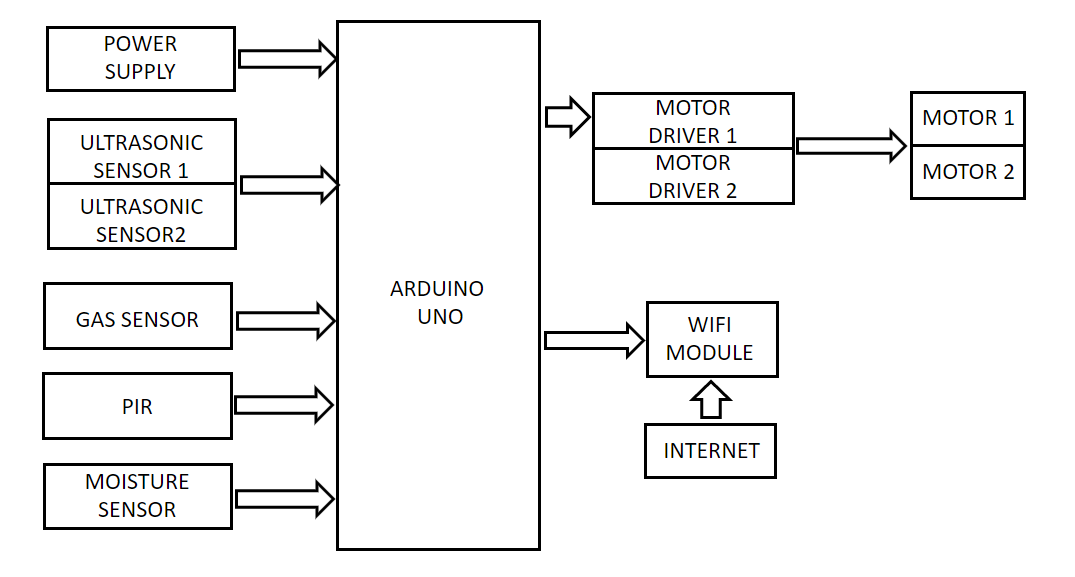 POWER
SUPPLY
ULTRASONIC
SENSOR 1
ULTRASONIC
SENSOR2
GAS SENSOR
PIR
MOISTURE
SENSOR
ARDUINO
UNO
MOTOR
DRIVER 1
MOTOR
DRIVER 2
MOTOR 1
MOTOR 2
WIFI
MODULE
INTERNET